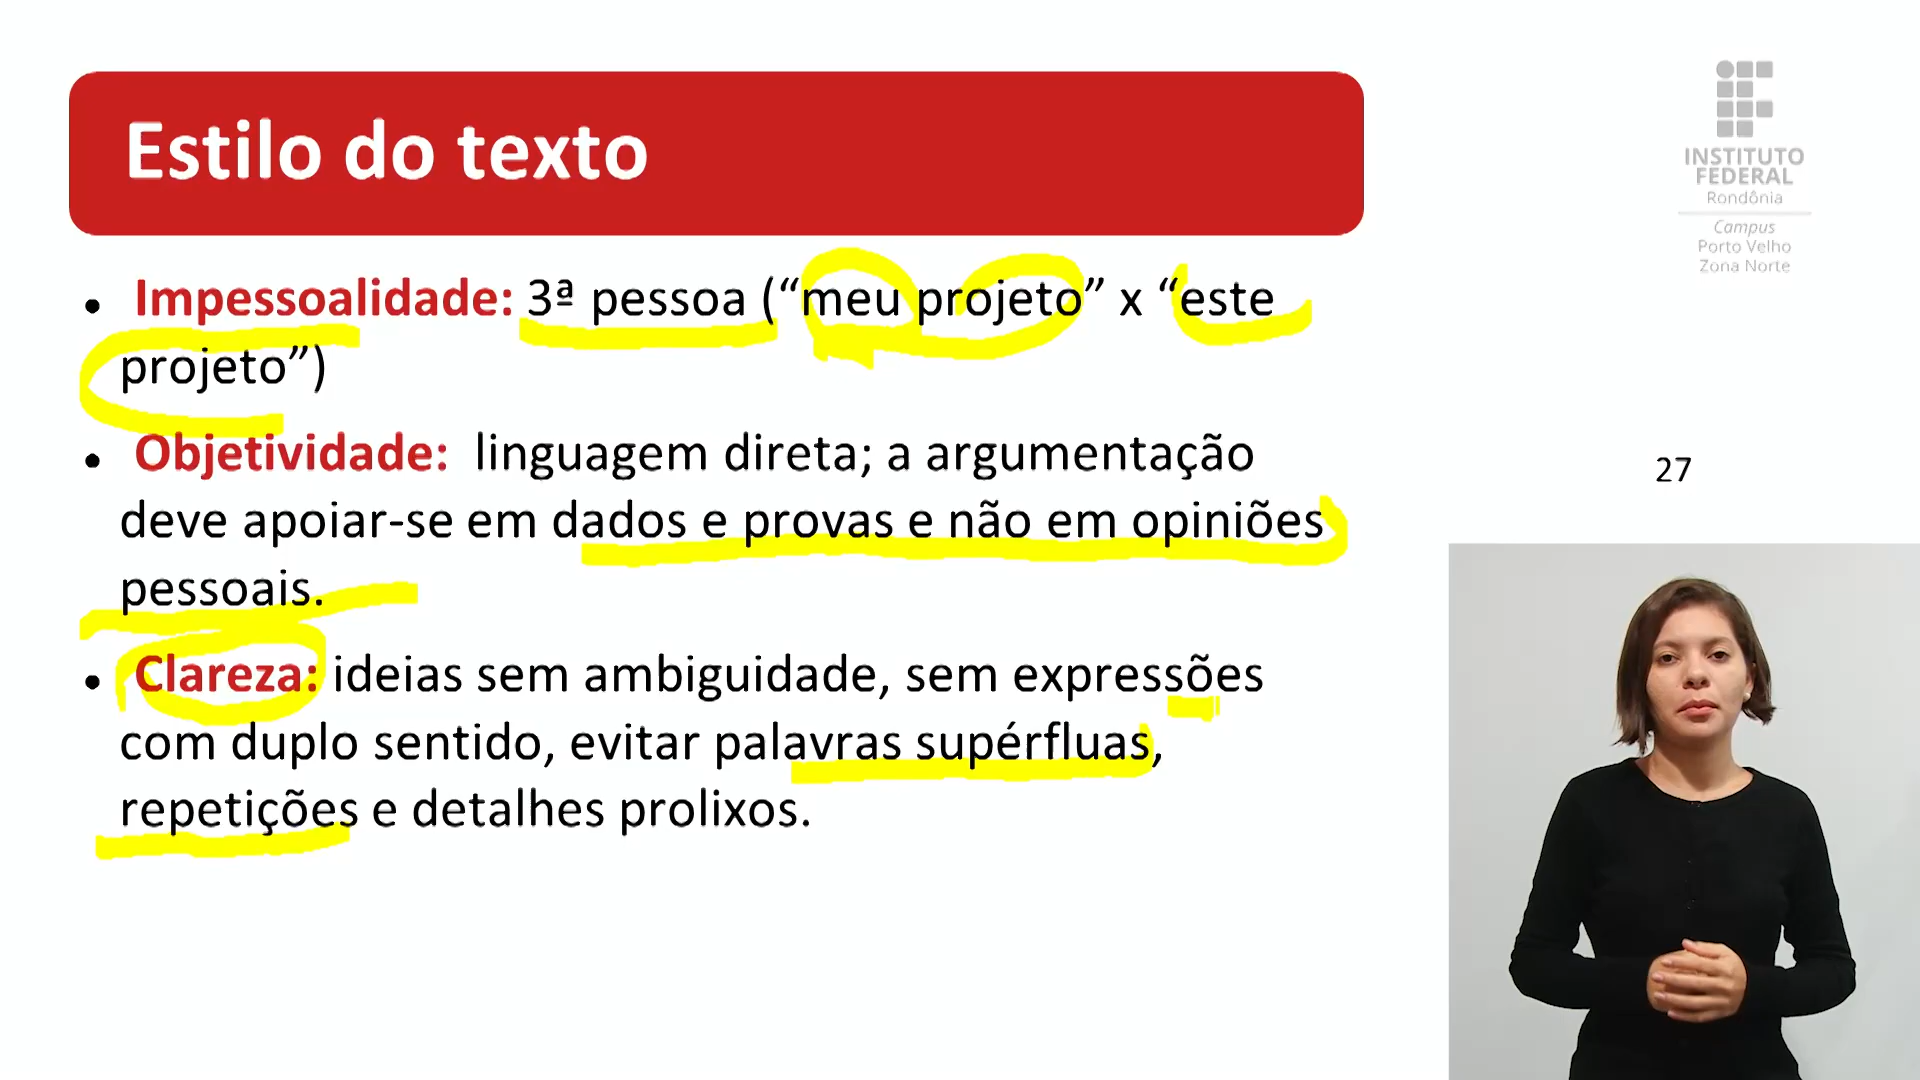 Estilo do texto
INSTITUTO
FEDERAL
Rondônia
Campus
Porto Velho
Zona Norte
• Impessoalidade: 3ª pessoa (“meu projeto” x “este
projeto”)
• Objetividade: linguagem direta; a argumentação
deve apoiar-se em dados e provas e não em opiniões
pessoais.
• Clareza: ideias sem ambiguidade, sem expressões
com duplo sentido, evitar palavras supérfluas,
repetições e detalhes prolixos.
27